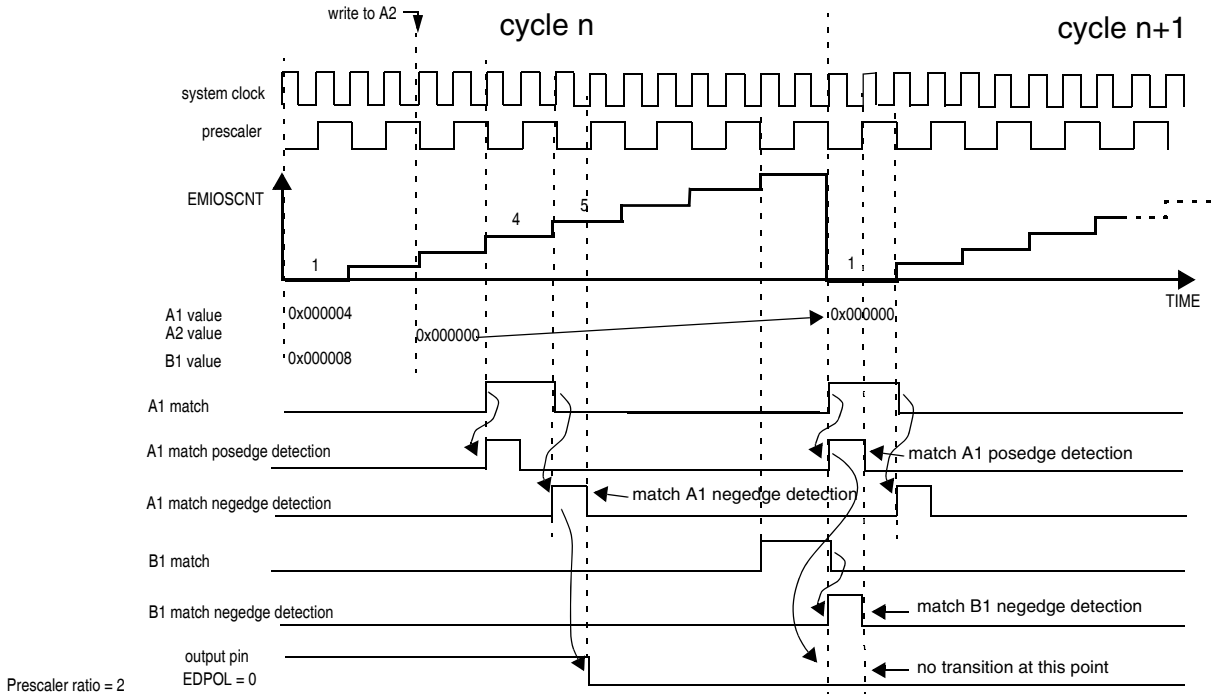 write to A2
cycle n
cycle n+1
system clock
prescaler
EMIOSCNT
1
4
5
1
TIME
A1 value
0x000004
0x000000
A2 value
0x000000
B1 value
0x000008
A1 match
A1 match posedge detection
match A1 posedge detection
A1 match negedge detection
match A1 negedge detection
B1 match
B1 match negedge detection
match B1 negedge detection
output pin
EDPOL = 0
no transition at this point
Prescaler ratio = 2